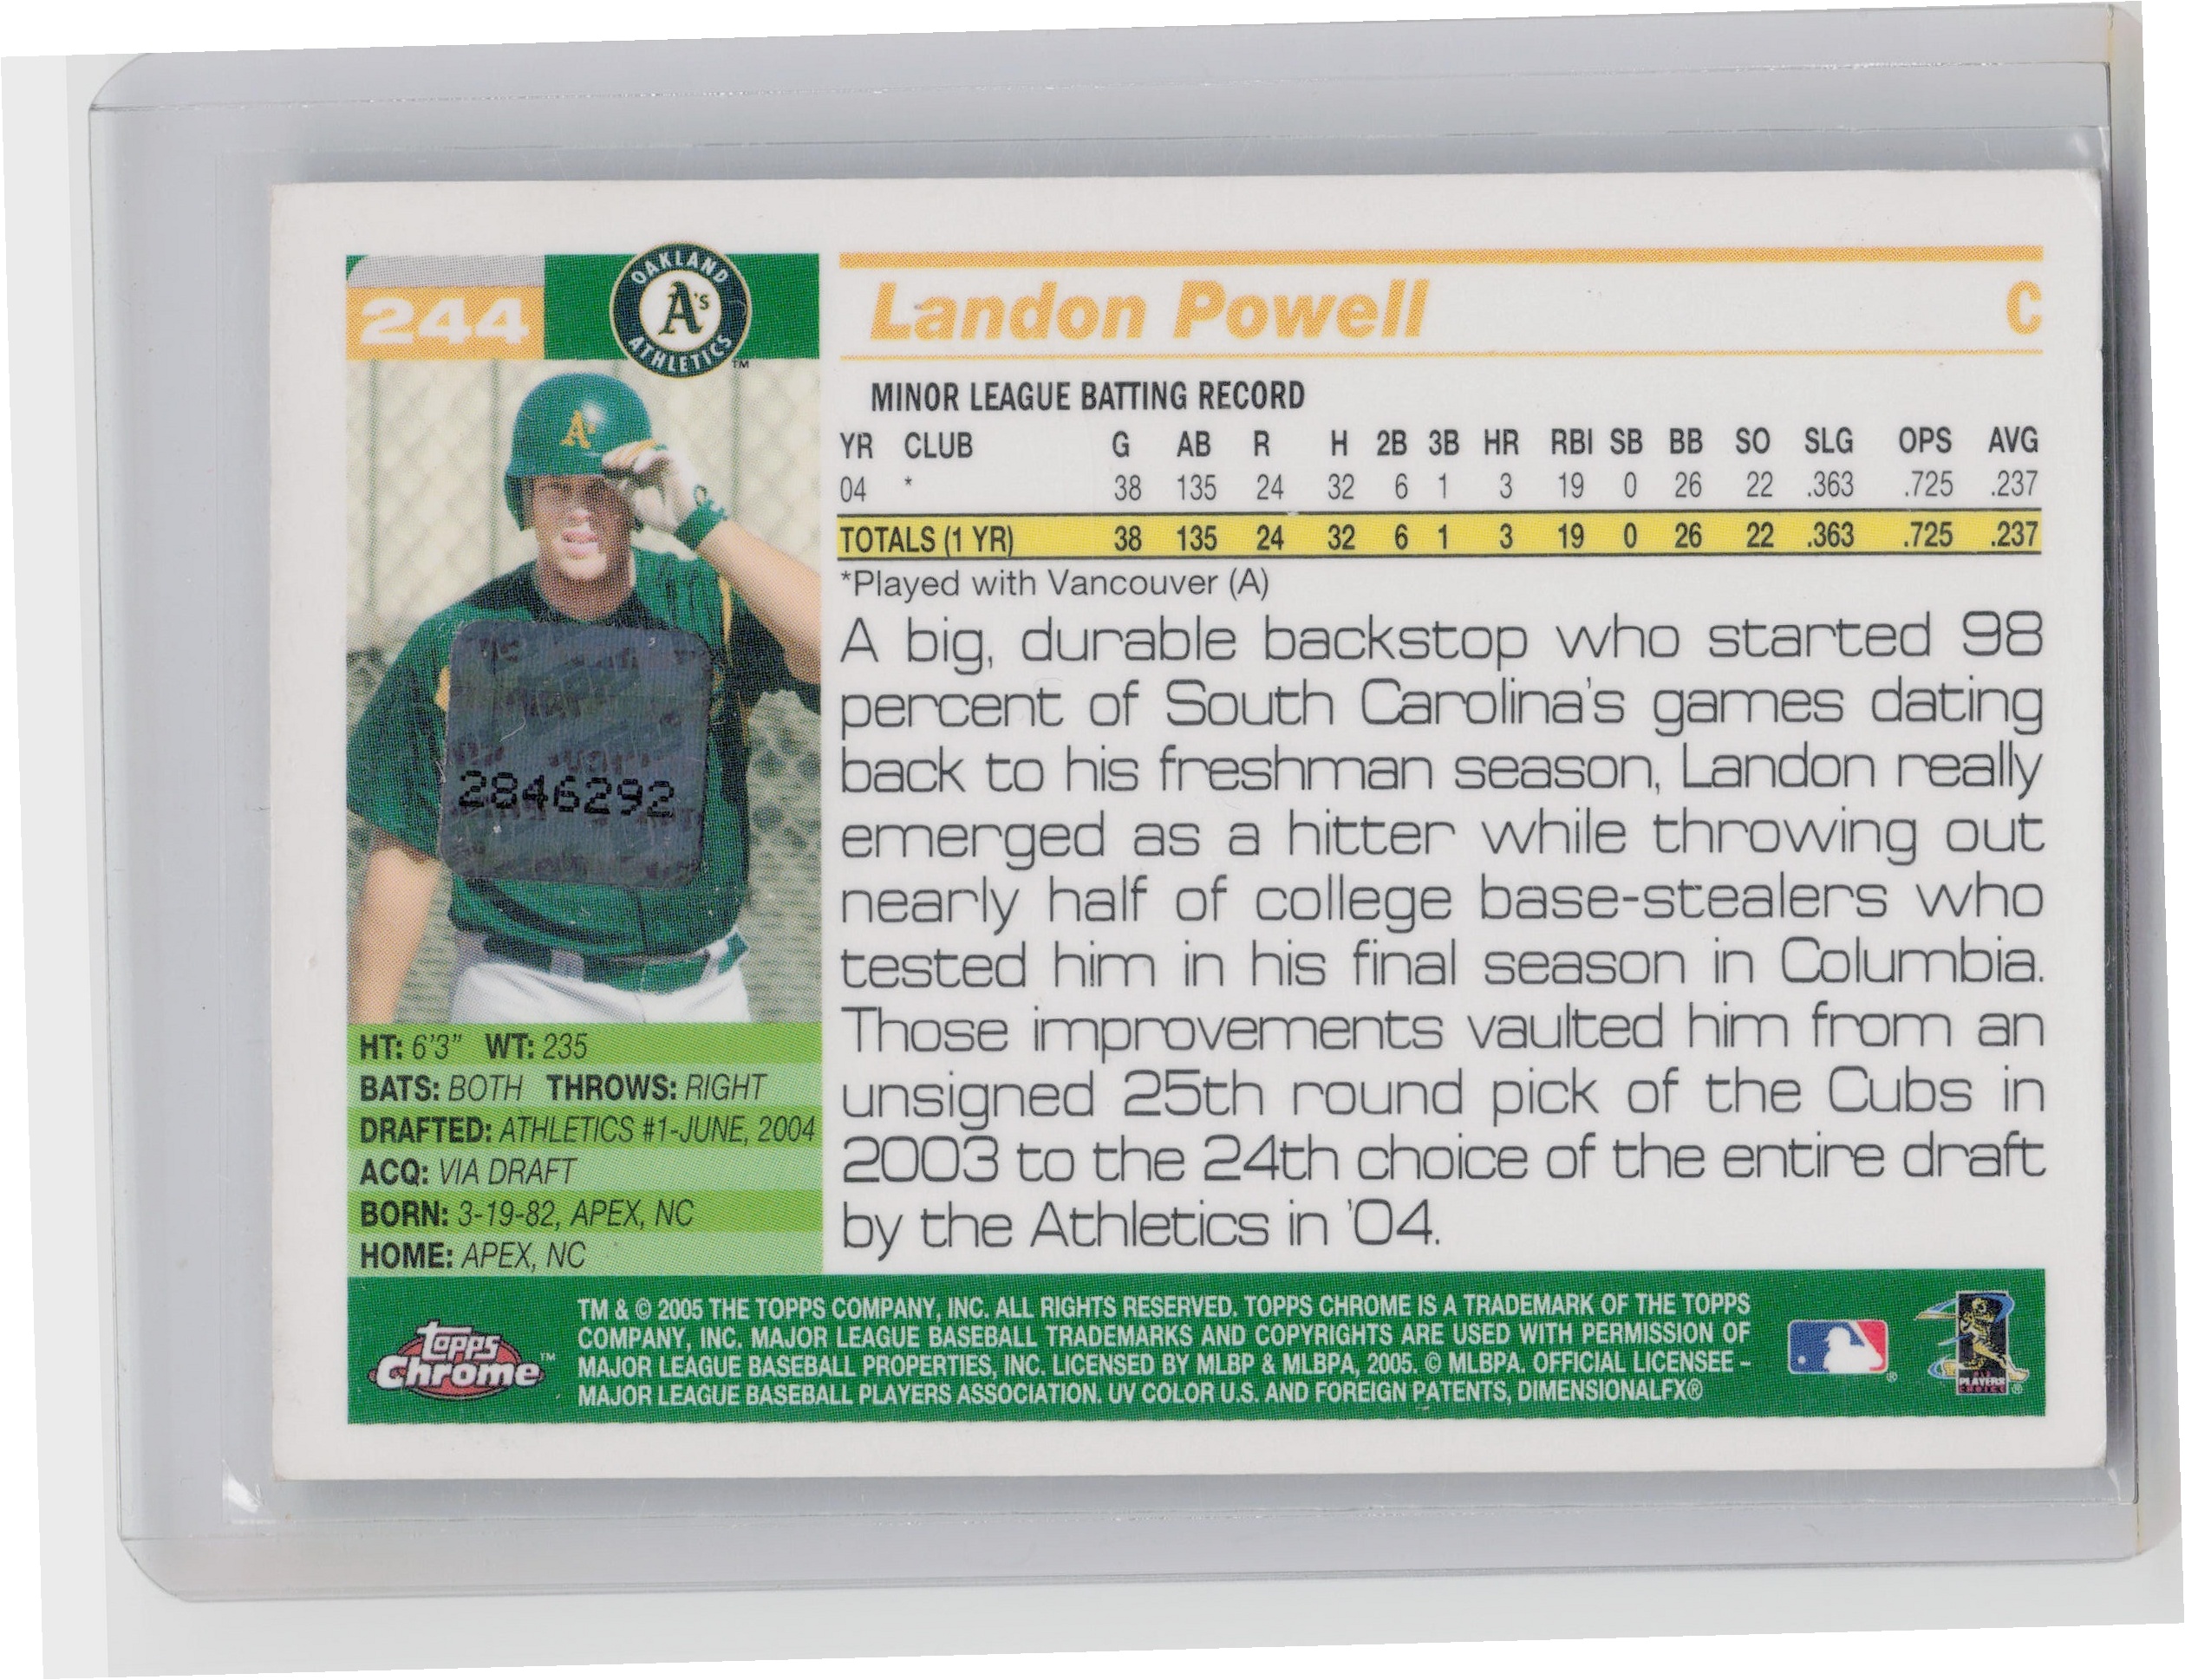 244
OAKLAND
A's
ATHLETICS™
Landon Powell C
MINOR LEAGUE BATTING RECORD
YR CLUB G AB R H 2B 3B HR RBI SB BB SO SLG OPS AVG
04 * 38 135 24 32 6 1 3 19 0 26 22 .363 .725 .237
TOTALS (1 YR) 38 135 24 32 6 1 3 19 0 26 22 .363 .725 .237
*Played with Vancouver (A)
A big, durable backstop who started 98
percent of South Carolina's games dating
back to his freshman season, Landon really
emerged as a hitter while throwing out
nearly half of college base-stealers who
tested him in his final season in Columbia.
Those improvements vaulted him from an
unsigned 25th round pick of the Cubs in
2003 to the 24th choice of the entire draft
by the Athletics in '04.
A's
2846292
HT: 6'3" WT: 235
BATS: BOTH THROWS: RIGHT
DRAFTED: ATHLETICS #1-JUNE, 2004
ACQ: VIA DRAFT
BORN: 3-19-82, APEX, NC
HOME: APEX, NC
topps
Chrome™
TM & © 2005 THE TOPPS COMPANY, INC. ALL RIGHTS RESERVED. TOPPS CHROME IS A TRADEMARK OF THE TOPPS
COMPANY, INC. MAJOR LEAGUE BASEBALL TRADEMARKS AND COPYRIGHTS ARE USED WITH PERMISSION OF
MAJOR LEAGUE BASEBALL PROPERTIES, INC. LICENSED BY MLBP & MLBPA, 2005. © MLBPA. OFFICIAL LICENSEE –
MAJOR LEAGUE BASEBALL PLAYERS ASSOCIATION. UV COLOR U.S. AND FOREIGN PATENTS, DIMENSIONALFX®
®
PLAYERS
CHOICE ®